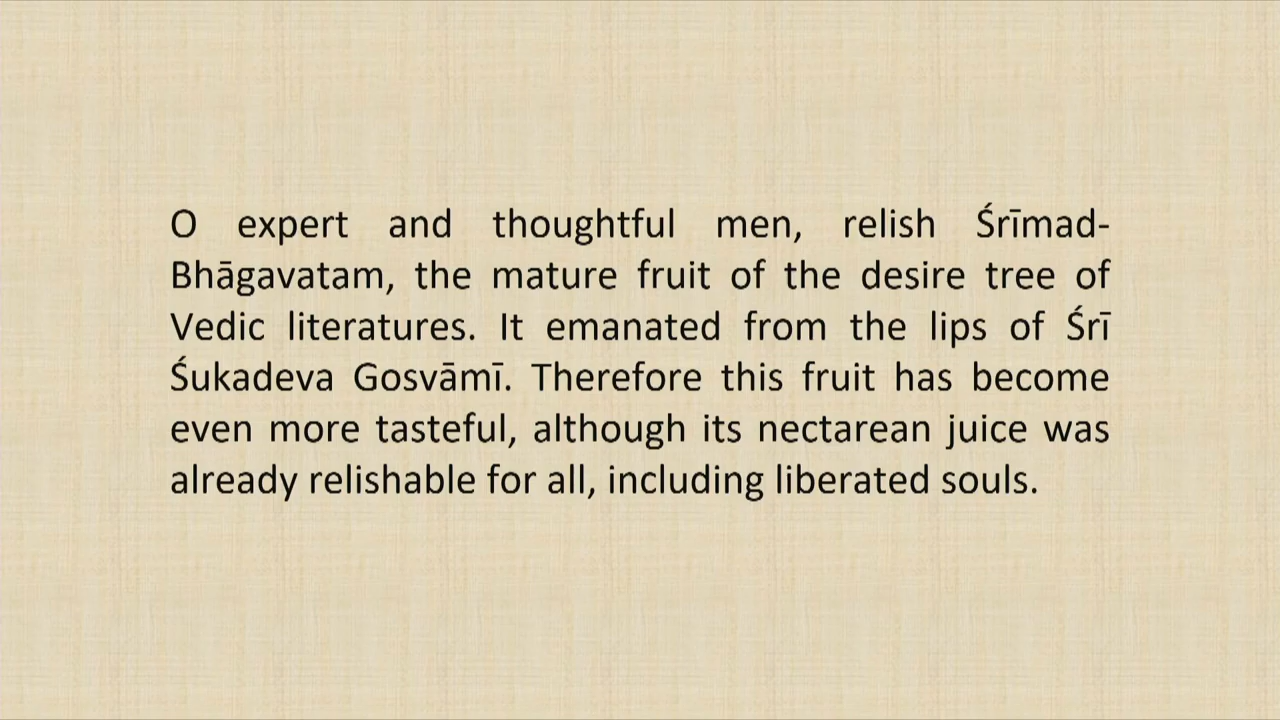 O expert and thoughtful men, relish Śrīmad-
Bhāgavatam, the mature fruit of the desire tree of
Vedic literatures. It emanated from the lips of Śrī
Śukadeva Gosvāmī. Therefore this fruit has become
even more tasteful, although its nectarean juice was
already relishable for all, including liberated souls.